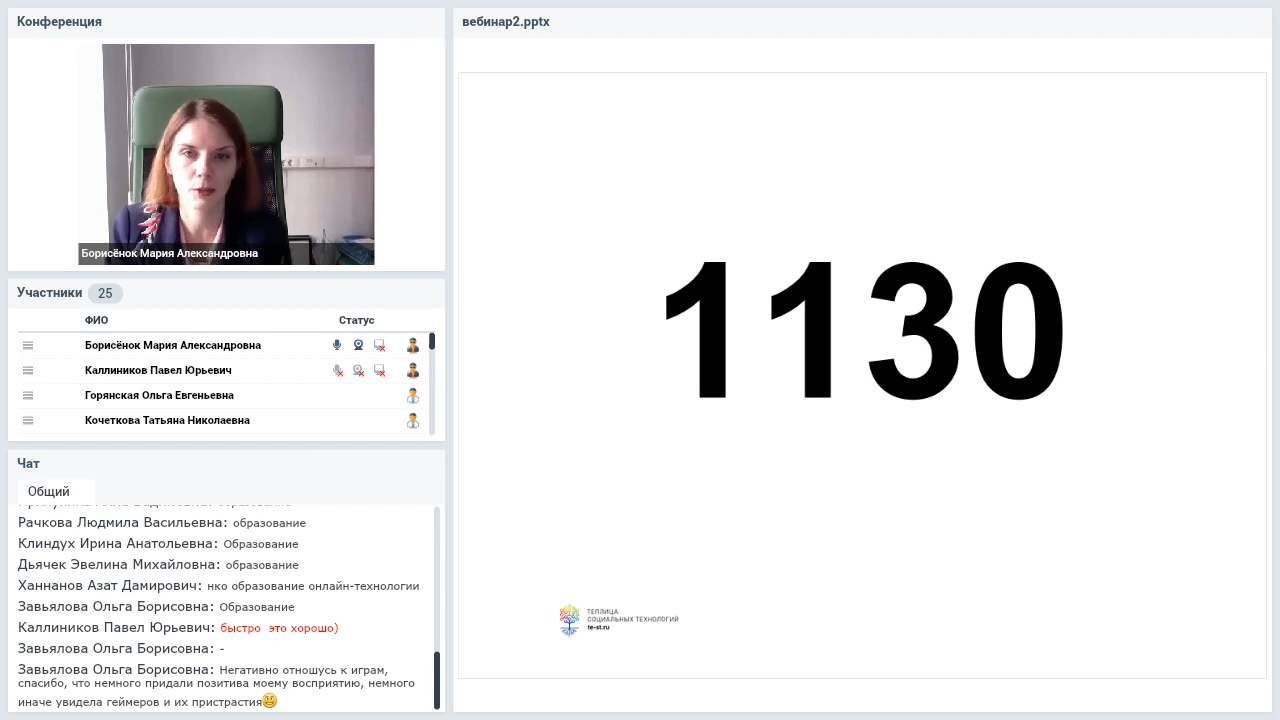 Конференция
Борисёнок Мария Александровна
Участники 25
ФИО Статус
Борисёнок Мария Александровна
Каллиников Павел Юрьевич
Горянская Ольга Евгеньевна
Кочеткова Татьяна Николаевна
Чат
Общий
Рачкова Людмила Васильевна: образование
Клиндух Ирина Анатольевна: Образование
Дьячек Эвелина Михайловна: образование
Ханнанов Азат Дамирович: нко образование онлайн-технологии
Завьялова Ольга Борисовна: Образование
Каллиников Павел Юрьевич: быстро это хорошо)
Завьялова Ольга Борисовна: -
Завьялова Ольга Борисовна: Негативно отношусь к играм,
спасибо, что немного придали позитива моему восприятию, немного
иначе увидела геймеров и их пристрастия
вебинар2.pptx
1130
ТЕПЛИЦА
СОЦИАЛЬНЫХ ТЕХНОЛОГИЙ
te-st.ru